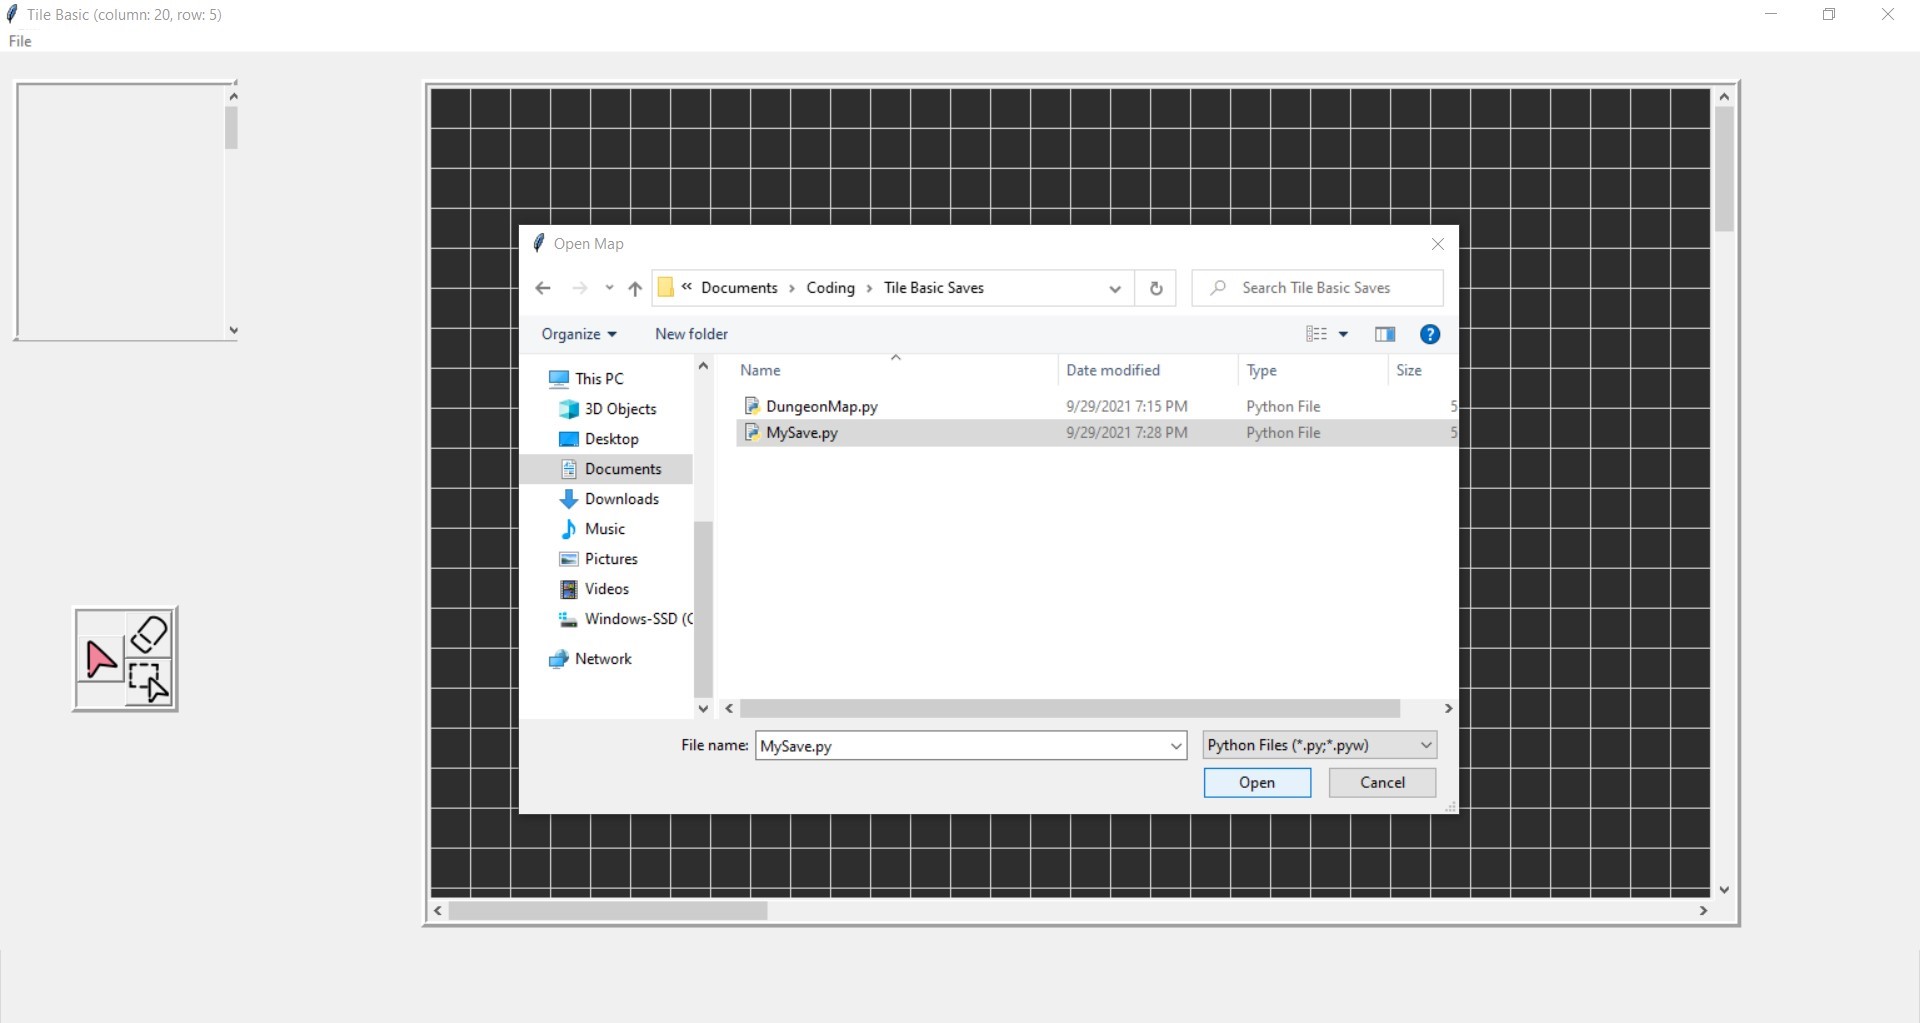 Tile Basic (column: 20, row: 5)
File
Open Map
« Documents > Coding > Tile Basic Saves
Search Tile Basic Saves
Organize
New folder
?
Name
Date modified
Type
Size
This PC
3D Objects
Desktop
Documents
Downloads
Music
Pictures
Videos
Windows-SSD (C
Network
DungeonMap.py 9/29/2021 7:15 PM Python File 5
MySave.py 9/29/2021 7:28 PM Python File 5
File name: MySave.py
Python Files (*.py;*.pyw)
Open
Cancel